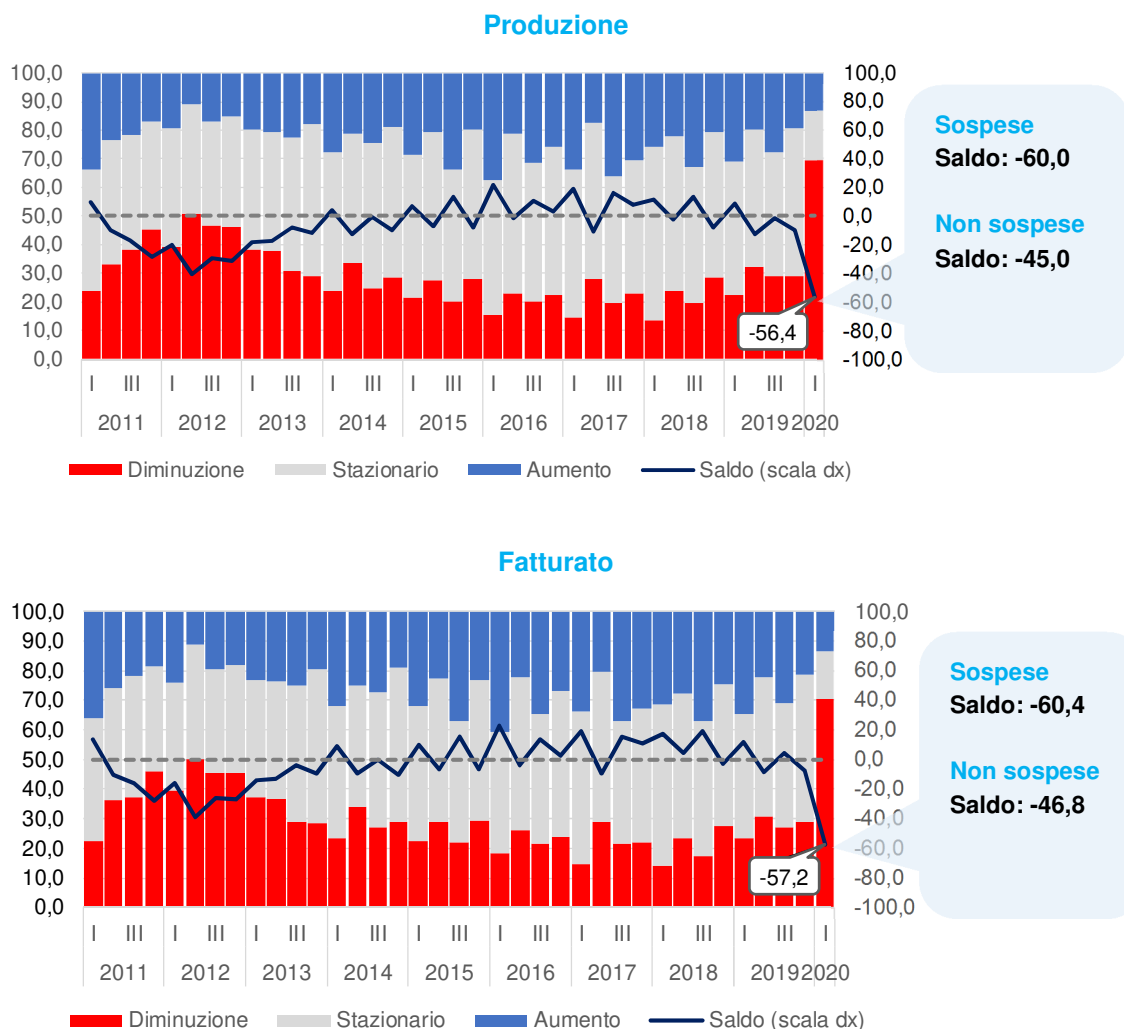 Produzione
100,0 100,0
90,0 80,0
80,0 60,0
70,0 40,0
60,0 20,0
50,0 0,0
40,0 -20,0
30,0 -40,0
20,0 -60,0
10,0 -80,0
0,0 -100,0
-56,4
Sospese
Saldo: -60,0
Non sospese
Saldo: -45,0
I III I III I III I III I III I III I III I III I III I
2011 2012 2013 2014 2015 2016 2017 2018 2019 2020
Diminuzione Stazionario Aumento Saldo (scala dx)
Fatturato
100,0 100,0
90,0 80,0
80,0 60,0
70,0 40,0
60,0 20,0
50,0 0,0
40,0 -20,0
30,0 -40,0
20,0 -60,0
10,0 -80,0
0,0 -100,0
-57,2
Sospese
Saldo: -60,4
Non sospese
Saldo: -46,8
I III I III I III I III I III I III I III I III I III I
2011 2012 2013 2014 2015 2016 2017 2018 2019 2020
Diminuzione Stazionario Aumento Saldo (scala dx)